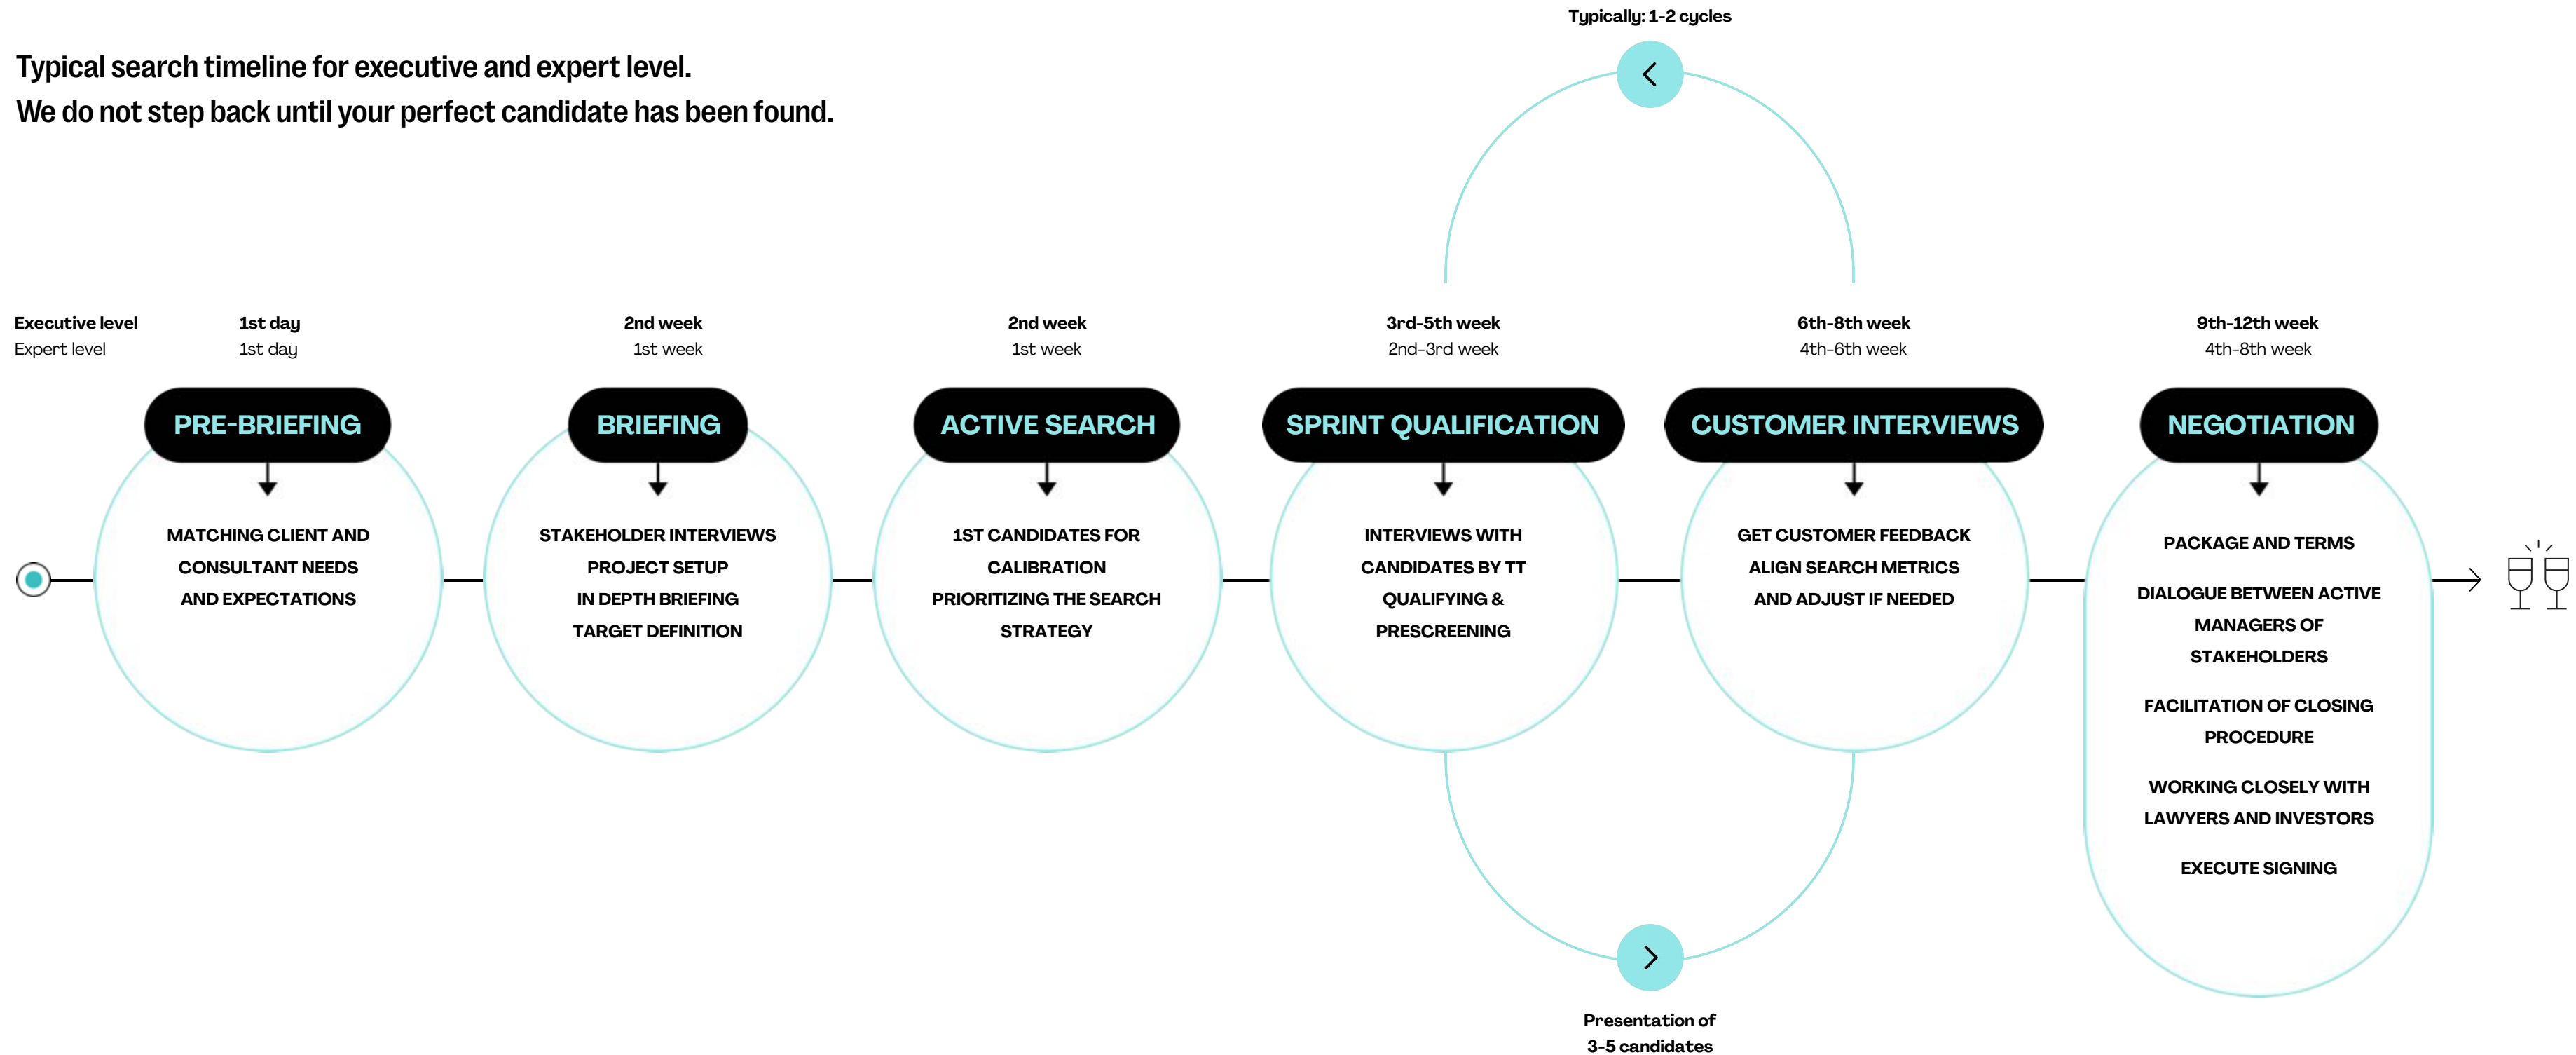 Typically: 1-2 cycles
Typical search timeline for executive and expert level.
We do not step back until your perfect candidate has been found.
Executive level
Expert level
1st day
1st day
2nd week
1st week
2nd week
1st week
3rd-5th week
2nd-3rd week
6th-8th week
4th-6th week
9th-12th week
4th-8th week
PRE-BRIEFING
MATCHING CLIENT AND
CONSULTANT NEEDS
AND EXPECTATIONS
BRIEFING
STAKEHOLDER INTERVIEWS
PROJECT SETUP
IN DEPTH BRIEFING
TARGET DEFINITION
ACTIVE SEARCH
1ST CANDIDATES FOR
CALIBRATION
PRIORITIZING THE SEARCH
STRATEGY
SPRINT QUALIFICATION
INTERVIEWS WITH
CANDIDATES BY TT
QUALIFYING &
PRESCREENING
CUSTOMER INTERVIEWS
GET CUSTOMER FEEDBACK
ALIGN SEARCH METRICS
AND ADJUST IF NEEDED
NEGOTIATION
PACKAGE AND TERMS
DIALOGUE BETWEEN ACTIVE
MANAGERS OF
STAKEHOLDERS
FACILITATION OF CLOSING
PROCEDURE
WORKING CLOSELY WITH
LAWYERS AND INVESTORS
EXECUTE SIGNING
Presentation of
3-5 candidates